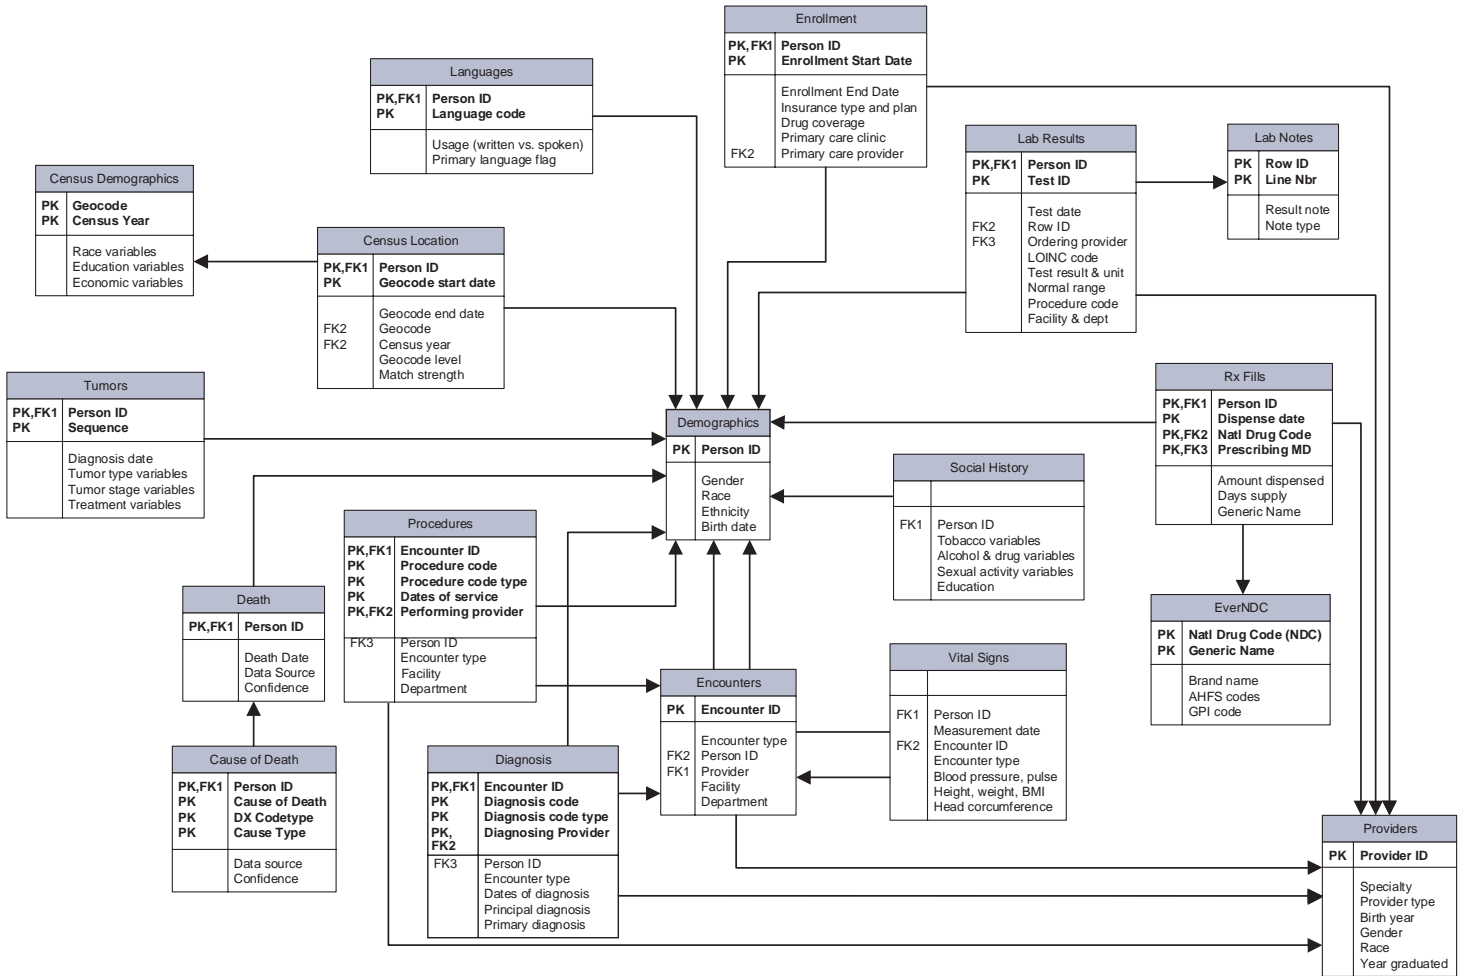 Enrollment
PK,FK1 Person ID
PK Enrollment Start Date
Enrollment End Date
Insurance type and plan
Drug coverage
Primary care clinic
FK2 Primary care provider
Languages
PK,FK1 Person ID
PK Language code
Usage (written vs. spoken)
Primary language flag
Lab Results
PK,FK1 Person ID
PK Test ID
Test date
FK2 Row ID
FK3 Ordering provider
LOINC code
Test result & unit
Normal range
Procedure code
Facility & dept
Lab Notes
PK Row ID
PK Line Nbr
Result note
Note type
Census Demographics
PK Geocode
PK Census Year
Race variables
Education variables
Economic variables
Census Location
PK,FK1 Person ID
PK Geocode start date
Geocode end date
FK2 Geocode
FK2 Census year
Geocode level
Match strength
Tumors
PK,FK1 Person ID
PK Sequence
Diagnosis date
Tumor type variables
Tumor stage variables
Treatment variables
Demographics
PK Person ID
Gender
Race
Ethnicity
Birth date
Rx Fills
PK,FK1 Person ID
PK Dispense date
PK,FK2 Natl Drug Code
PK,FK3 Prescribing MD
Amount dispensed
Days supply
Generic Name
Social History
FK1 Person ID
Tobacco variables
Alcohol & drug variables
Sexual activity variables
Education
Procedures
PK,FK1 Encounter ID
PK Procedure code
PK Procedure code type
PK Dates of service
PK,FK2 Performing provider
FK3 Person ID
Encounter type
Facility
Department
Death
PK,FK1 Person ID
Death Date
Data Source
Confidence
EverNDC
PK Natl Drug Code (NDC)
PK Generic Name
Brand name
AHFS codes
GPI code
Encounters
PK Encounter ID
Encounter type
FK2 Person ID
FK1 Provider
Facility
Department
Vital Signs
FK1 Person ID
Measurement date
FK2 Encounter ID
Encounter type
Blood pressure, pulse
Height, weight, BMI
Head corcumference
Cause of Death
PK,FK1 Person ID
PK Cause of Death
PK DX Codetype
PK Cause Type
Data source
Confidence
Diagnosis
PK,FK1 Encounter ID
PK Diagnosis code
PK Diagnosis code type
PK, Diagnosing Provider
FK2
FK3 Person ID
Encounter type
Dates of diagnosis
Principal diagnosis
Primary diagnosis
Providers
PK Provider ID
Specialty
Provider type
Birth year
Gender
Race
Year graduated